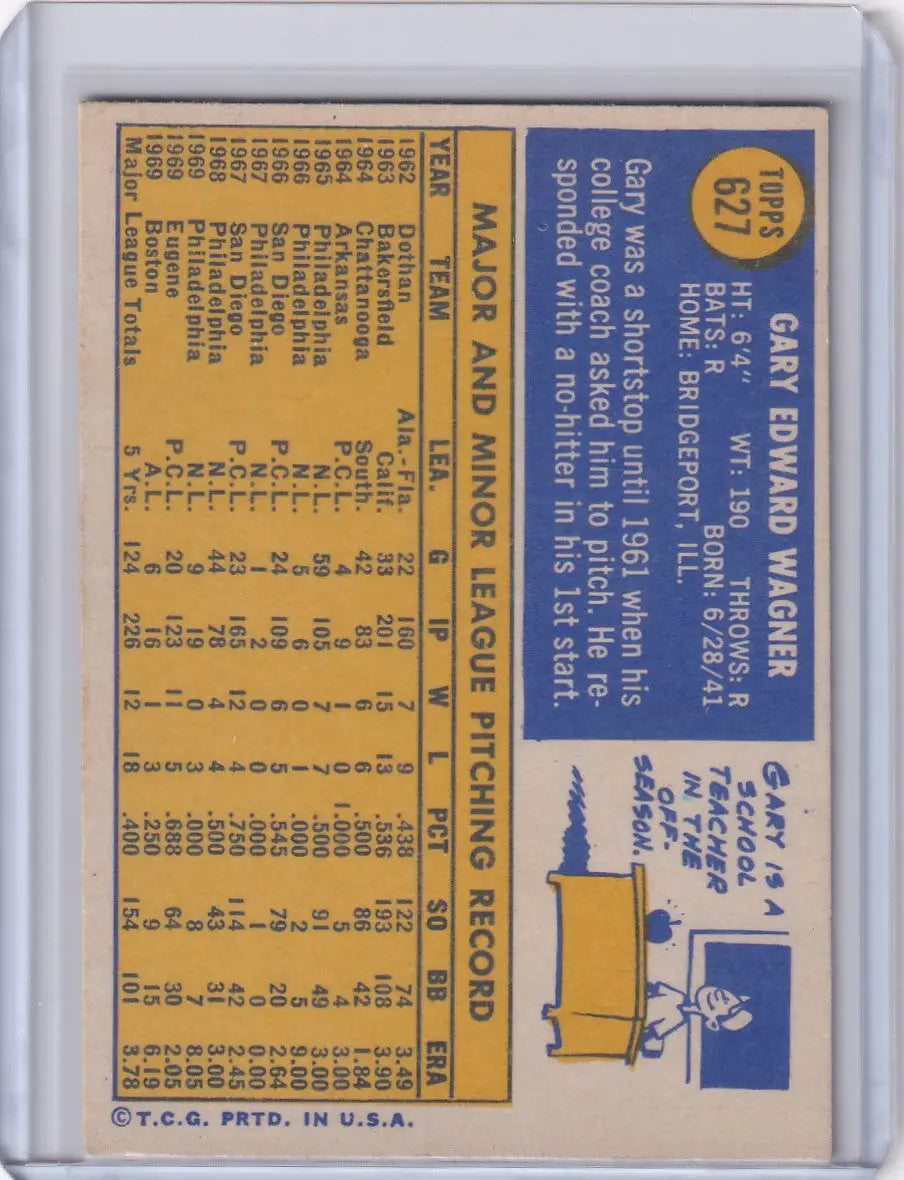 TOPPS
627
GARY EDWARD WAGNER
HT: 6'4" WT: 190 THROWS: R
BATS: R BORN: 6/28/41
HOME: BRIDGEPORT, ILL.
Gary was a shortstop until 1961 when his
college coach asked him to pitch. He re-
sponded with a no-hitter in his 1st start.
GARY IS A
SCHOOL
TEACHER
IN THE
OFF-
SEASON.
MAJOR AND MINOR LEAGUE PITCHING RECORD
YEAR TEAM LEA. G IP W L PCT SO BB ERA
1962 Dothan Ala.-Fla. 22 160 7 9 .438 122 74 3.49
1963 Bakersfield Calif. 33 201 15 13 .536 193 108 3.90
1964 Chattanooga South. 42 83 6 6 .500 86 42 1.84
1964 Arkansas P.C.L. 4 9 1 0 1.000 5 4 3.00
1965 Philadelphia N.L. 59 105 7 7 .500 91 49 3.00
1966 Philadelphia N.L. 5 6 0 1 .000 2 5 9.00
1966 San Diego P.C.L. 24 109 6 5 .545 79 20 2.64
1967 Philadelphia N.L. 1 2 0 0 .000 1 0 0.00
1967 San Diego P.C.L. 23 165 12 4 .750 114 42 2.45
1968 Philadelphia N.L. 44 78 4 4 .500 43 31 3.00
1969 Philadelphia N.L. 9 19 0 3 .000 8 7 8.05
1969 Eugene P.C.L. 20 123 11 5 .688 64 30 2.05
1969 Boston A.L. 6 16 1 3 .250 9 15 6.19
Major League Totals 5 Yrs. 124 226 12 18 .400 154 101 3.78
©T.C.G. PRTD. IN U.S.A.